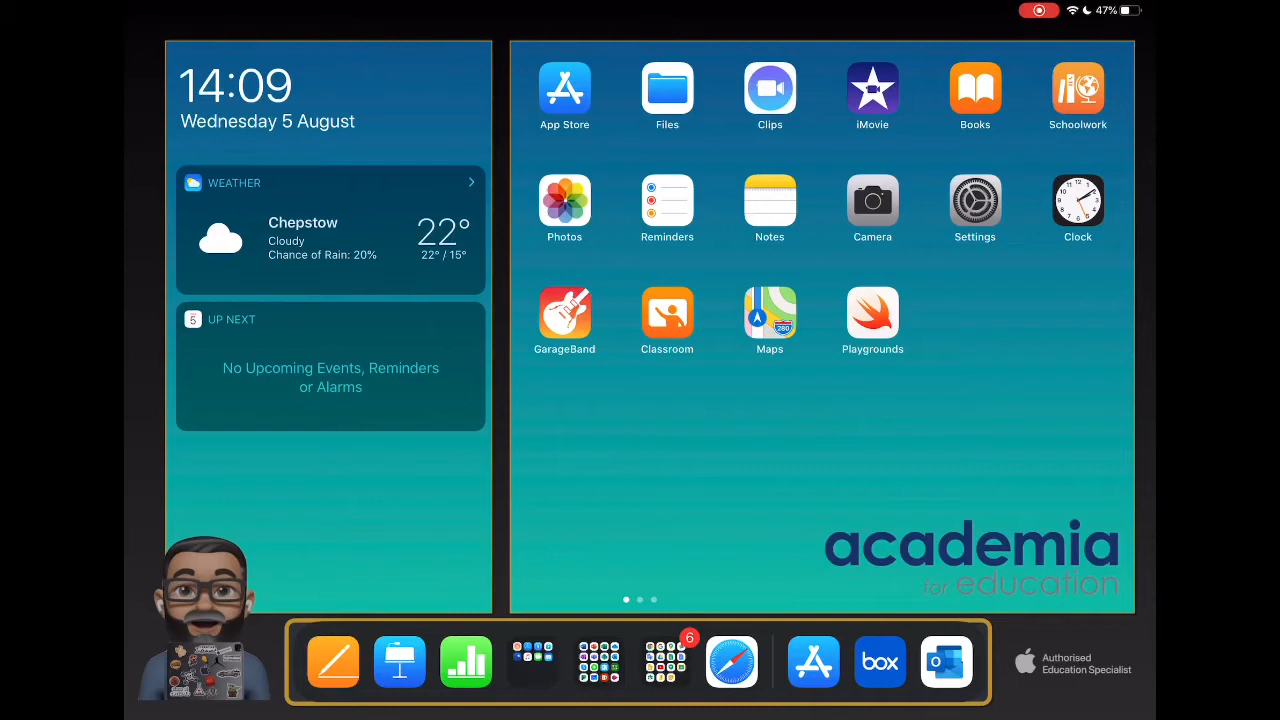 47%
14:09
Wednesday 5 August
WEATHER
Chepstow
Cloudy
Chance of Rain: 20%
22°
22° / 15°
5
UP NEXT
No Upcoming Events, Reminders
or Alarms
App Store
Files
Clips
iMovie
Books
Schoolwork
Photos
Reminders
Notes
Camera
Settings
Clock
GarageBand
Classroom
Maps
Playgrounds
280
academia
for education
6
box
O
Authorised
Education Specialist